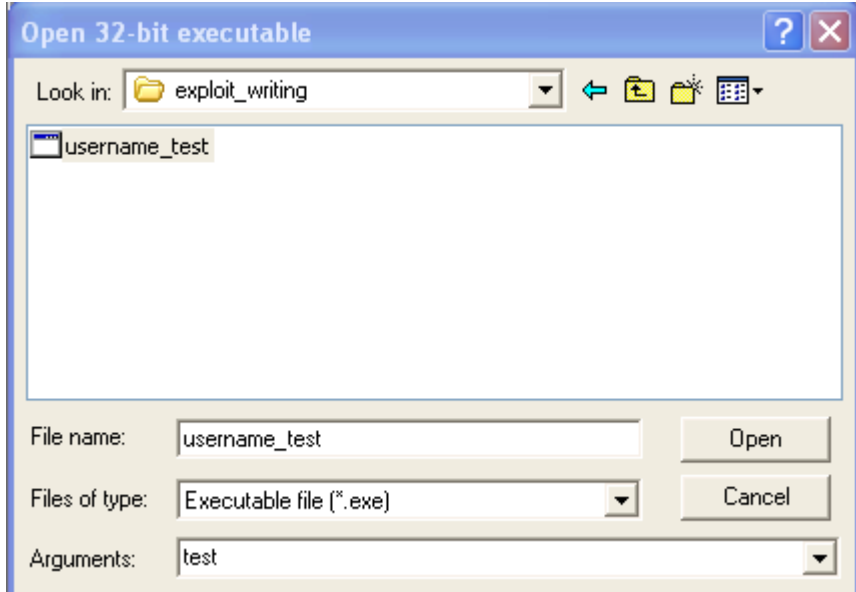 Open 32-bit executable
Look in: exploit_writing
username_test
File name: username_test Open
Files of type: Executable file (*.exe) Cancel
Arguments: test